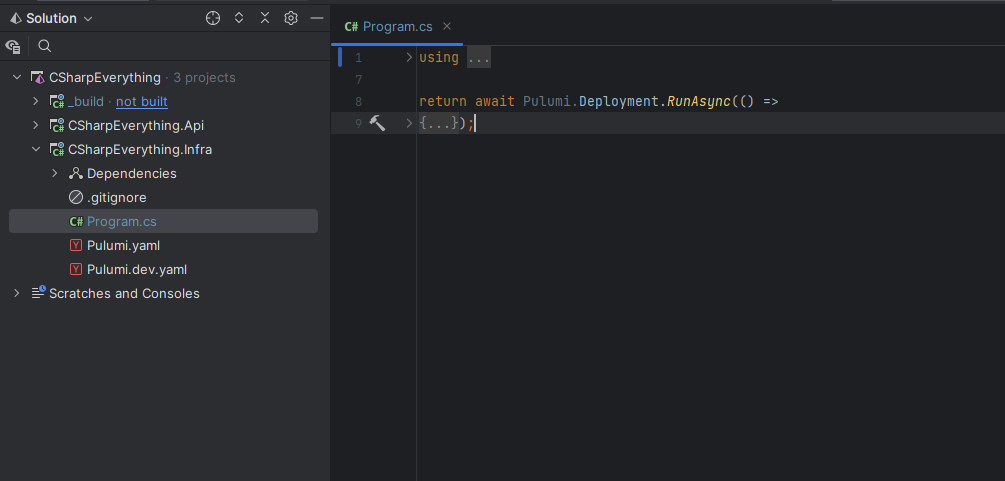 Solution
CSharpEverything · 3 projects
_build · not built
CSharpEverything.Api
CSharpEverything.Infra
Dependencies
.gitignore
C# Program.cs
Pulumi.yaml
Pulumi.dev.yaml
Scratches and Consoles
C# Program.cs
1 using ...
7
8 return await Pulumi.Deployment.RunAsync(() =>
9 {...});